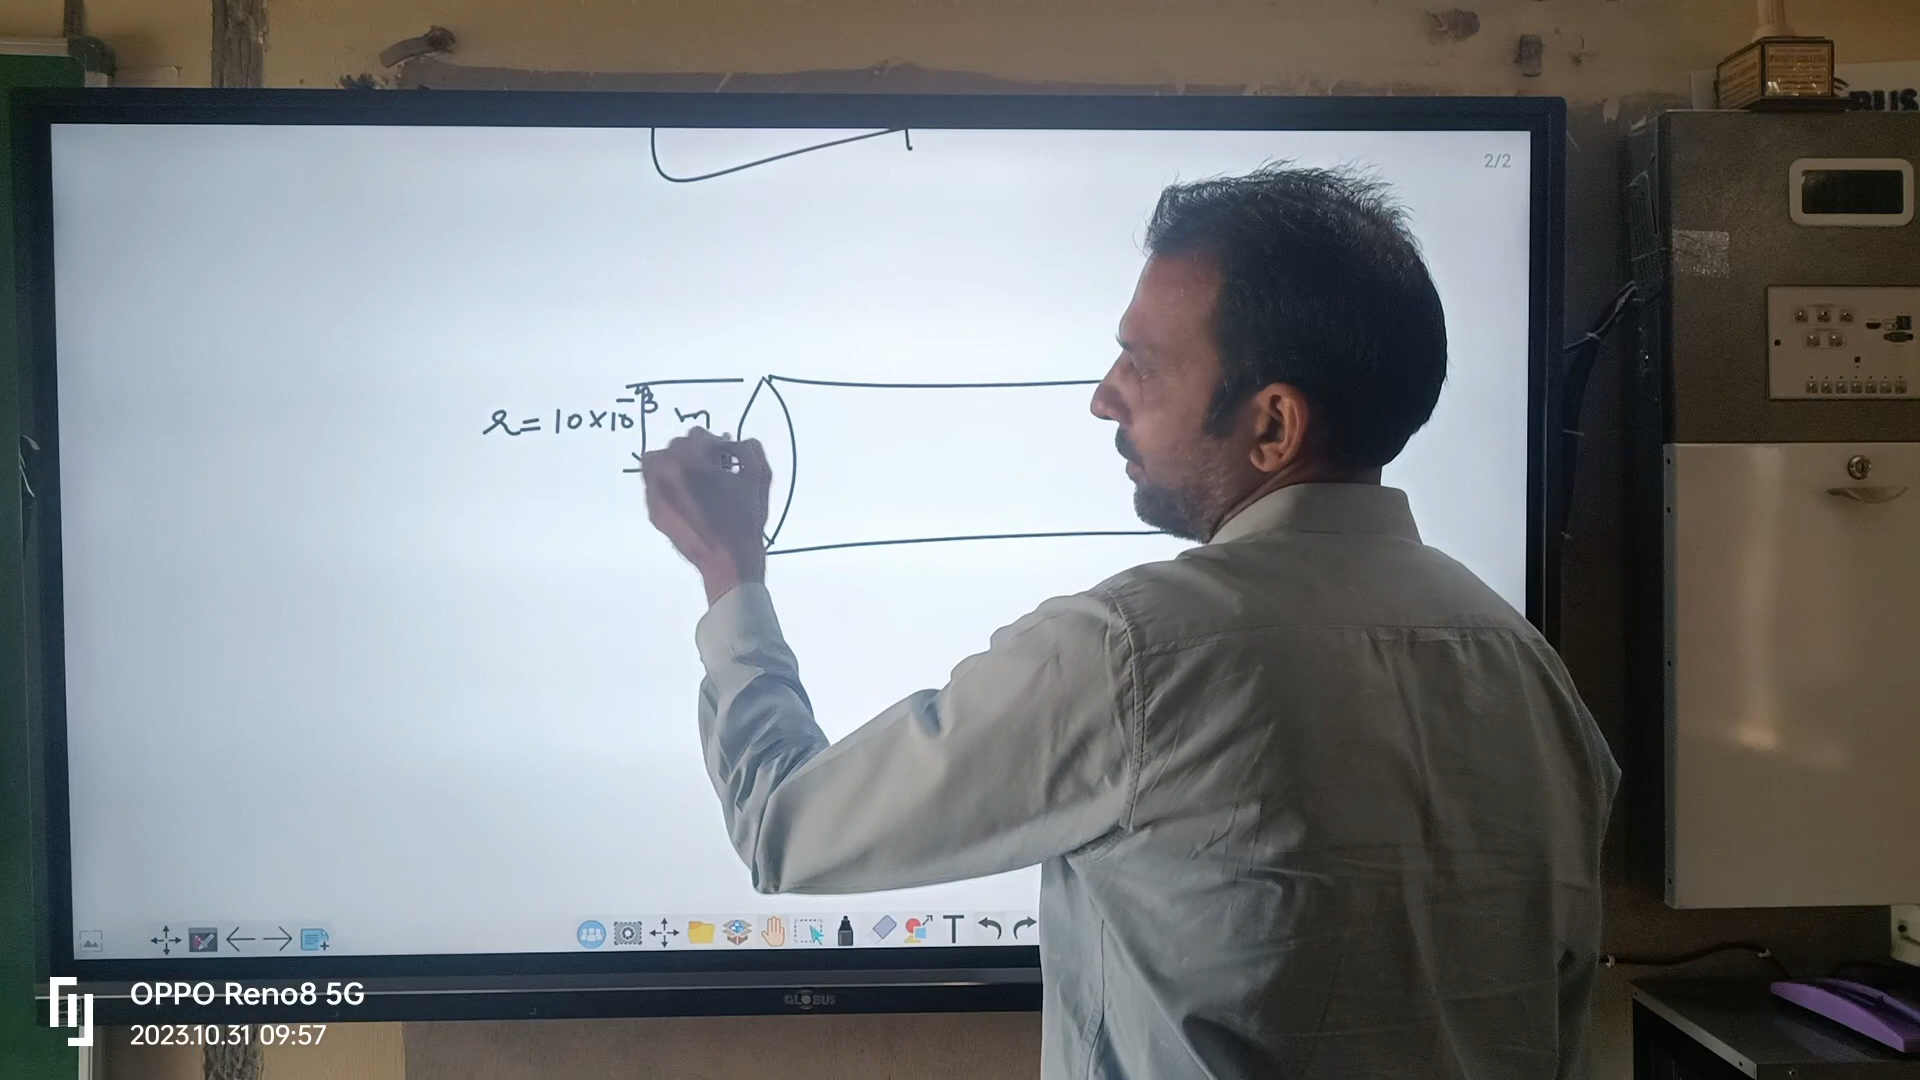 2/2
r = 10 × 10⁻³ m
T
GLOBUS
OPPO Reno8 5G
2023.10.31 09:57